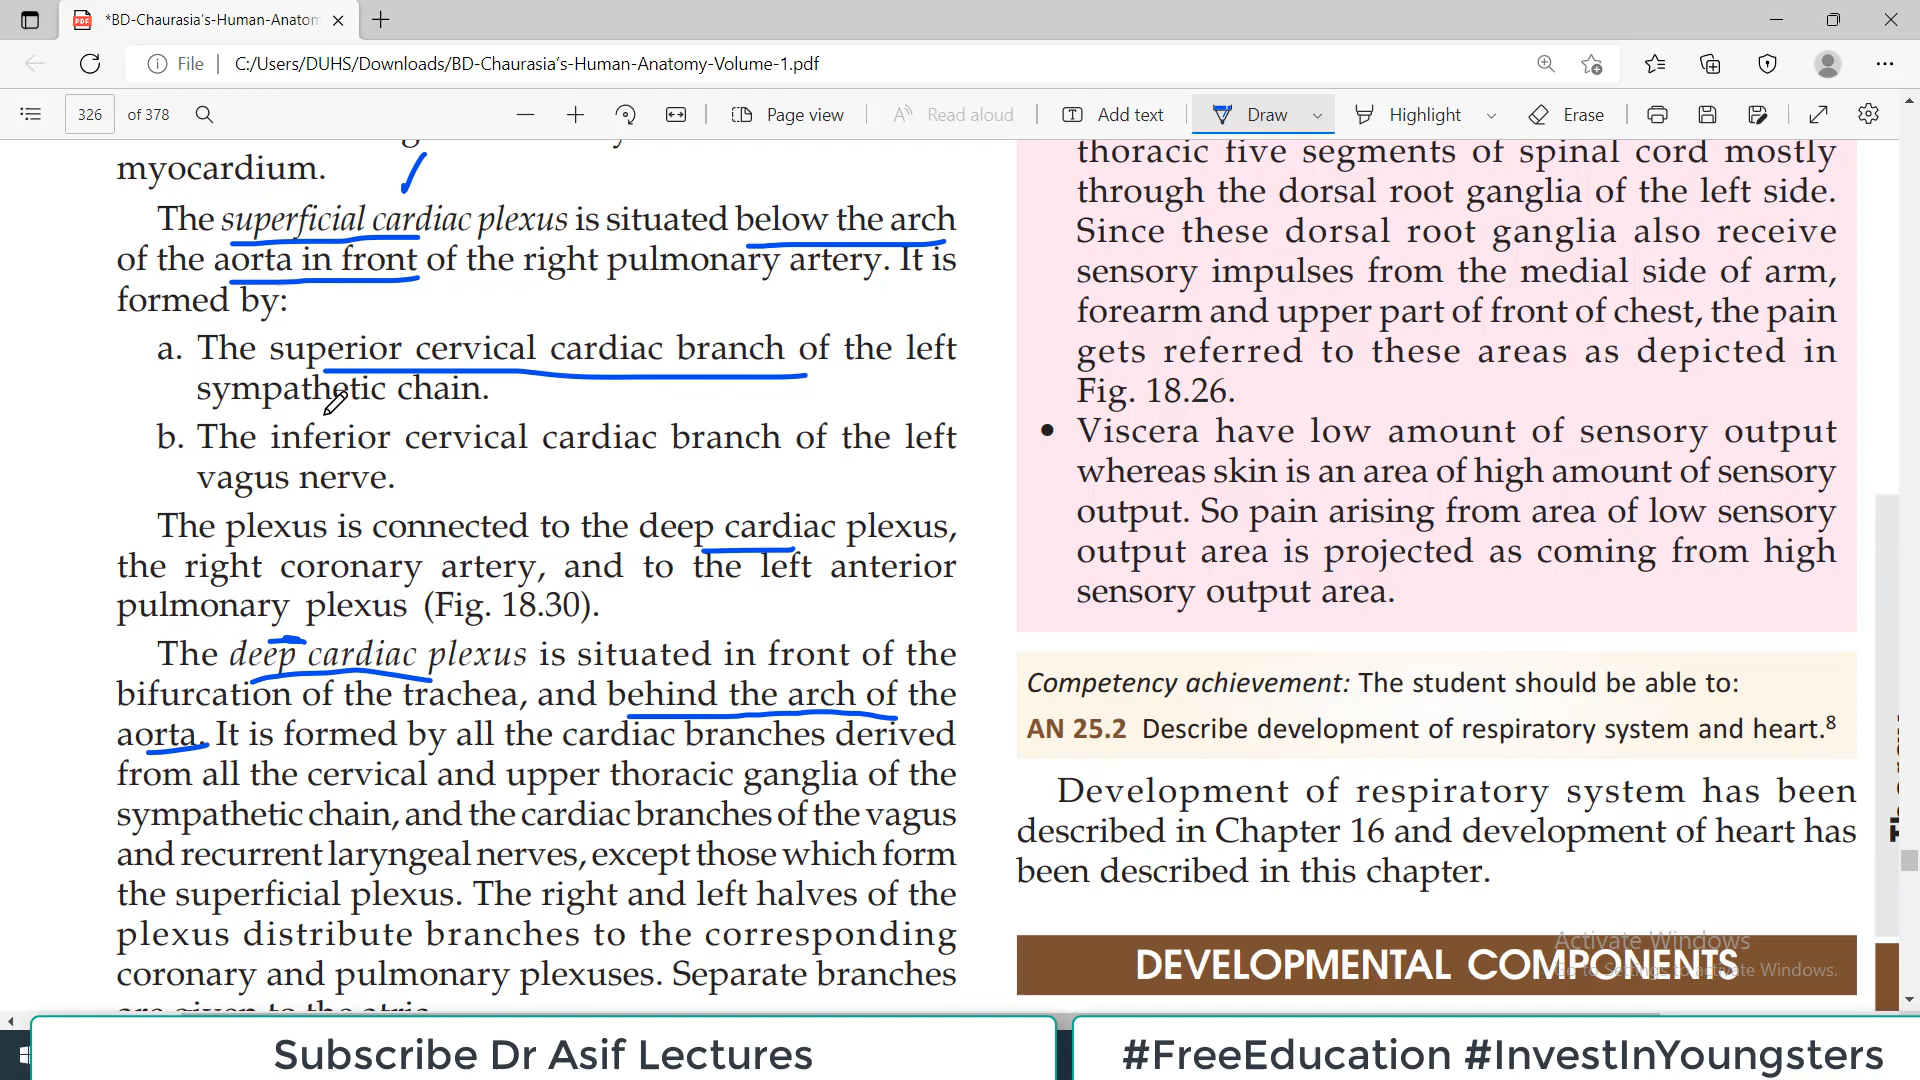 *BD-Chaurasia's-Human-Anatom
File
C:/Users/DUHS/Downloads/BD-Chaurasia's-Human-Anatomy-Volume-1.pdf
326 of 378
Page view
Read aloud
Add text
Draw
Highlight
Erase
myocardium.
The superficial cardiac plexus is situated below the arch
of the aorta in front of the right pulmonary artery. It is
formed by:
a. The superior cervical cardiac branch of the left
sympathetic chain.
b. The inferior cervical cardiac branch of the left
vagus nerve.
The plexus is connected to the deep cardiac plexus,
the right coronary artery, and to the left anterior
pulmonary plexus (Fig. 18.30).
The deep cardiac plexus is situated in front of the
bifurcation of the trachea, and behind the arch of the
aorta. It is formed by all the cardiac branches derived
from all the cervical and upper thoracic ganglia of the
sympathetic chain, and the cardiac branches of the vagus
and recurrent laryngeal nerves, except those which form
the superficial plexus. The right and left halves of the
plexus distribute branches to the corresponding
coronary and pulmonary plexuses. Separate branches
are given to the atria.
thoracic five segments of spinal cord mostly
through the dorsal root ganglia of the left side.
Since these dorsal root ganglia also receive
sensory impulses from the medial side of arm,
forearm and upper part of front of chest, the pain
gets referred to these areas as depicted in
Fig. 18.26.
• Viscera have low amount of sensory output
whereas skin is an area of high amount of sensory
output. So pain arising from area of low sensory
output area is projected as coming from high
sensory output area.
Competency achievement: The student should be able to:
AN 25.2 Describe development of respiratory system and heart.8
Development of respiratory system has been
described in Chapter 16 and development of heart has
been described in this chapter.
DEVELOPMENTAL COMPONENTS
Activate Windows
Go to Settings to activate Windows.
Subscribe Dr Asif Lectures
#FreeEducation #InvestInYoungsters